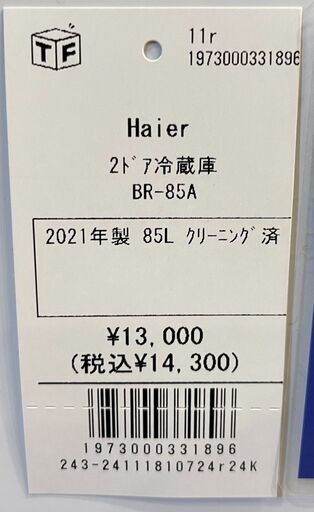 TF
11r
1973000331896
Haier
2ﾄﾞｱ冷蔵庫
BR-85A
2021年製 85L ｸﾘｰﾆﾝｸﾞ済
¥13,000
(税込¥14,300)
1973000331896
243-24111810724r24K